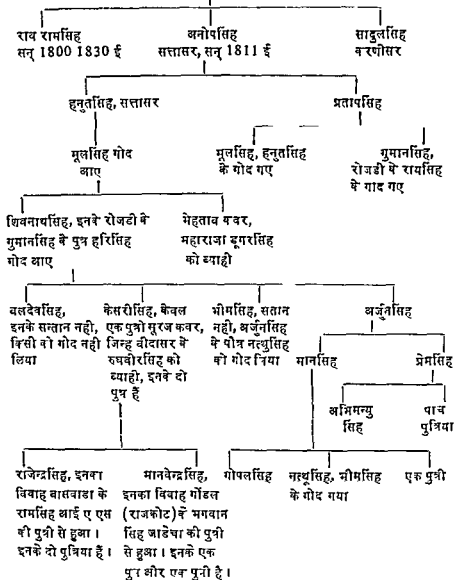 राव रामसिंह
सन् 1800 1830 ई
अनोपसिंह
सत्तासर, सन् 1811 ई
सादुलसिंह
करणीसर
हनुतसिंह, सत्तासर
प्रतापसिंह
मूलसिंह गोद
आए
मूलसिंह, हनुतसिंह
के गोद गए
गुमानसिंह,
रोजडी के रायसिंह
के गोद गए
शिवनाथसिंह, इनके रोजडी के
गुमानसिंह के पुत्र हरिसिंह
गोद आए
मेहताब कवर,
महाराजा डूगरसिंह
को ब्याही
बलदेवसिंह,
इनके सन्तान नही,
किसी को गोद नही
लिया
केसरीसिंह, केवल
एक पुत्री सुरज कवर,
जिन्ह बीदासर के
रुघवीरसिंह को
ब्याही, इनके दो
पुत्र हैं
भीमसिंह, सतान
नही, अर्जुनसिंह
के पौत्र नत्थुसिंह
को गोद लिया
अर्जुनसिंह
मानसिंह
प्रेमसिंह
अभिमन्यु
सिंह
पाच
पुत्रिया
राजेन्द्रसिंह, इनका
विवाह बासवाडा के
रामसिंह आई ए एस
की पुत्री से हुआ।
इनके दो पुत्रिया हैं।
मानवेन्द्रसिंह,
इनका विवाह गोंडल
(राजकोट) के भगवान
सिंह जाडेचा की पुत्री
से हुआ। इनके एक
पुत्र और एक पुत्री है।
गोपलसिंह
नत्थूसिंह, भीमसिंह
के गोद गया
एक पुत्री